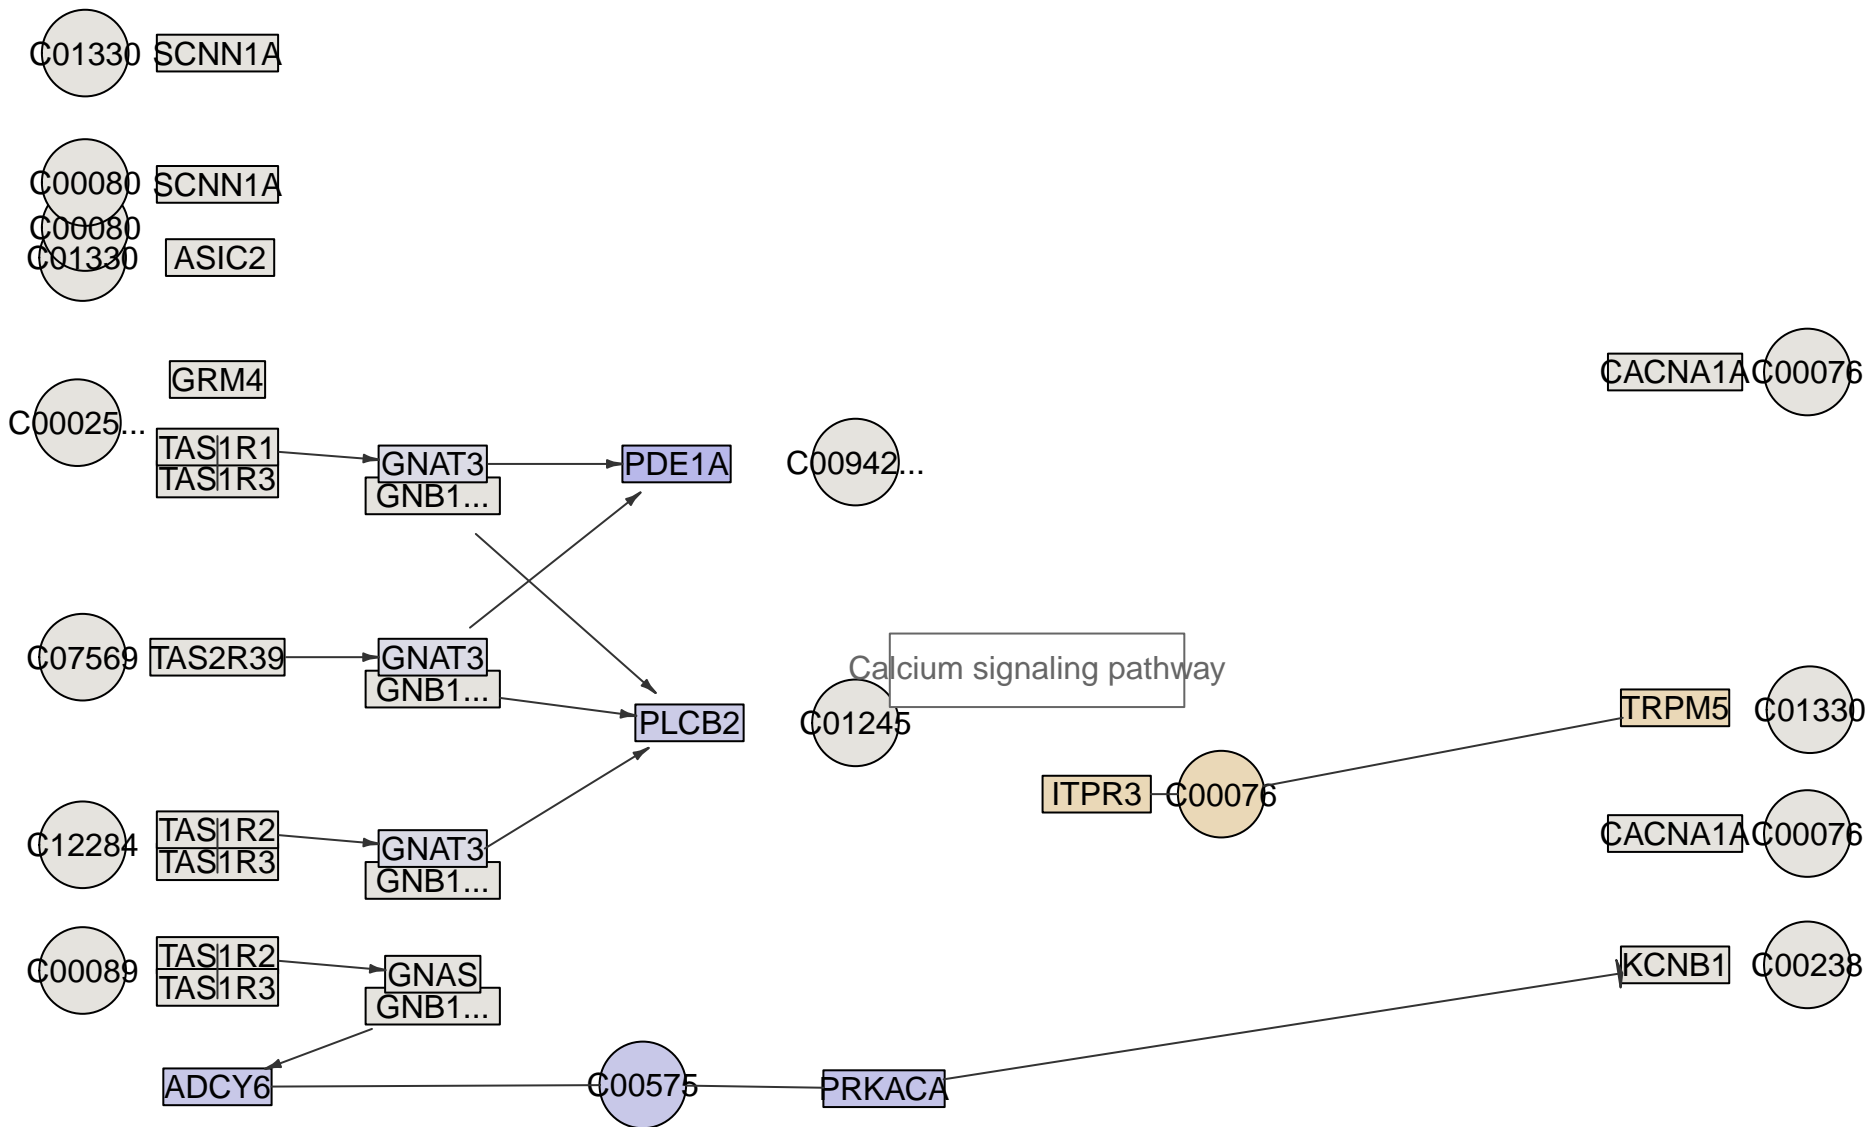 C01330 SCNN1A
C00080 SCNN1A
C00080
C01330 ASIC2
GRM4
CACNA1A C00076
C00025...
TAS1R1
GNAT3 PDE1A C00942...
TAS1R3
GNB1...
C07569 TAS2R39 GNAT3
Calcium signaling pathway
GNB1...
PLCB2 C01245
TRPM5 C01330
ITPR3 C00076
TAS1R2
CACNA1A C00076
C12284
GNAT3
TAS1R3
GNB1...
TAS1R2
KCNB1 C00238
C00089
GNAS
TAS1R3
GNB1...
ADCY6 C00575 PRKACA